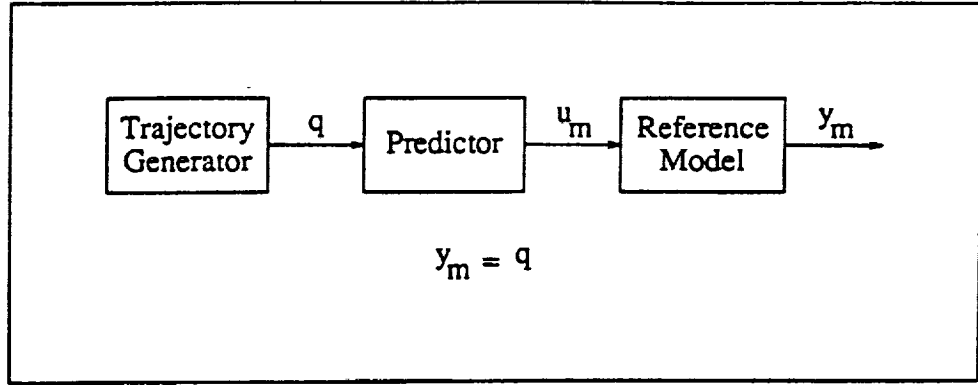 Trajectory
Generator
q
Predictor
u_m
Reference
Model
y_m
y_m = q